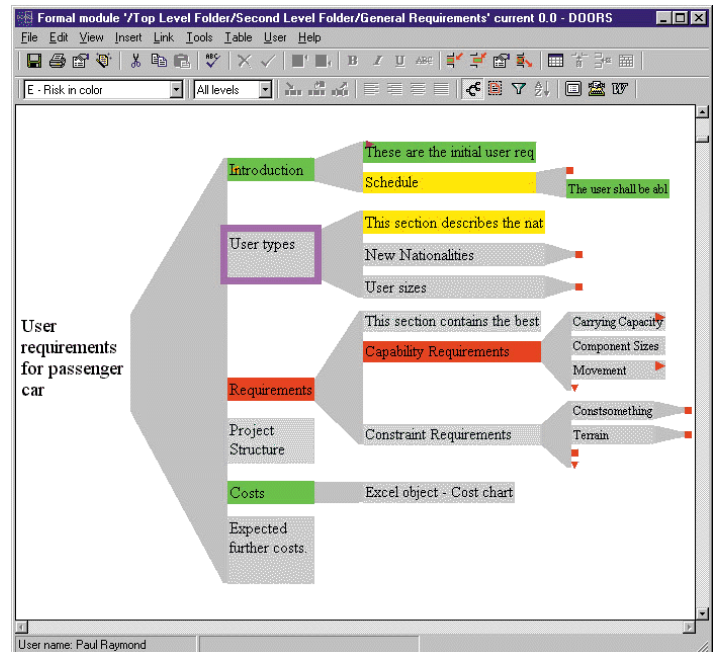 Formal module '/Top Level Folder/Second Level Folder/General Requirements' current 0.0 - DOORS
File Edit View Insert Link Tools Table User Help
ABC B I U ABC
E - Risk in color All levels W
These are the initial user req
Introduction
Schedule
The user shall be abl
This section describes the nat
User types
New Nationalities
User sizes
This section contains the best
Carrying Capacity
User
requirements
for passenger
car
Capability Requirements
Component Sizes
Movement
Requirements
Constsomething
Project
Structure
Constraint Requirements
Terrain
Costs
Excel object - Cost chart
Expected
further costs.
User name: Paul Raymond